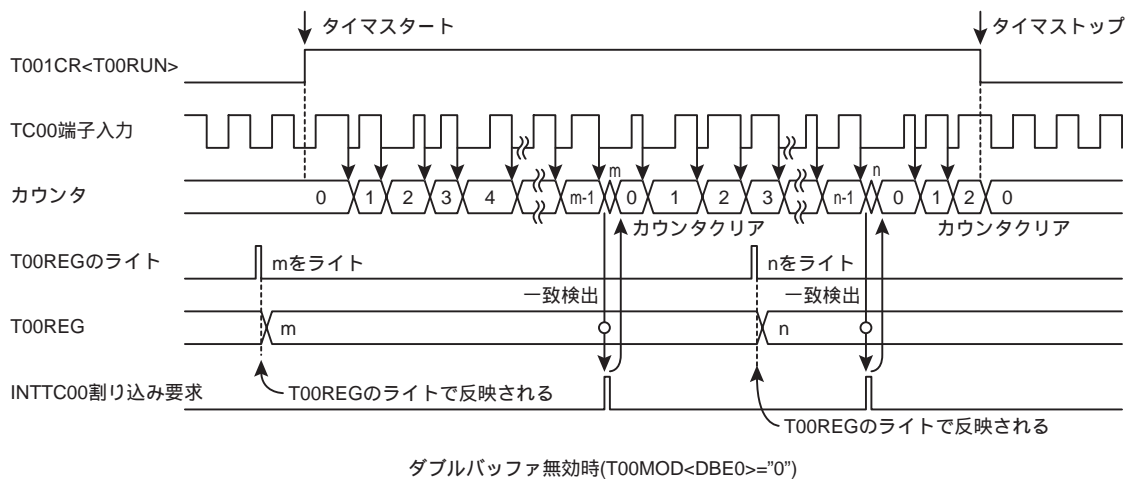 タイマスタート
タイマストップ
T001CR<T00RUN>
TC00端子入力
カウンタ
0 1 2 3 4 m-1 m 0 1 2 3 n-1 n 0 1 2 0
カウンタクリア
カウンタクリア
T00REGのライト
mをライト
nをライト
一致検出
一致検出
T00REG
m
n
INTTC00割り込み要求
T00REGのライトで反映される
T00REGのライトで反映される
ダブルバッファ無効時(T00MOD<DBE0>="0")